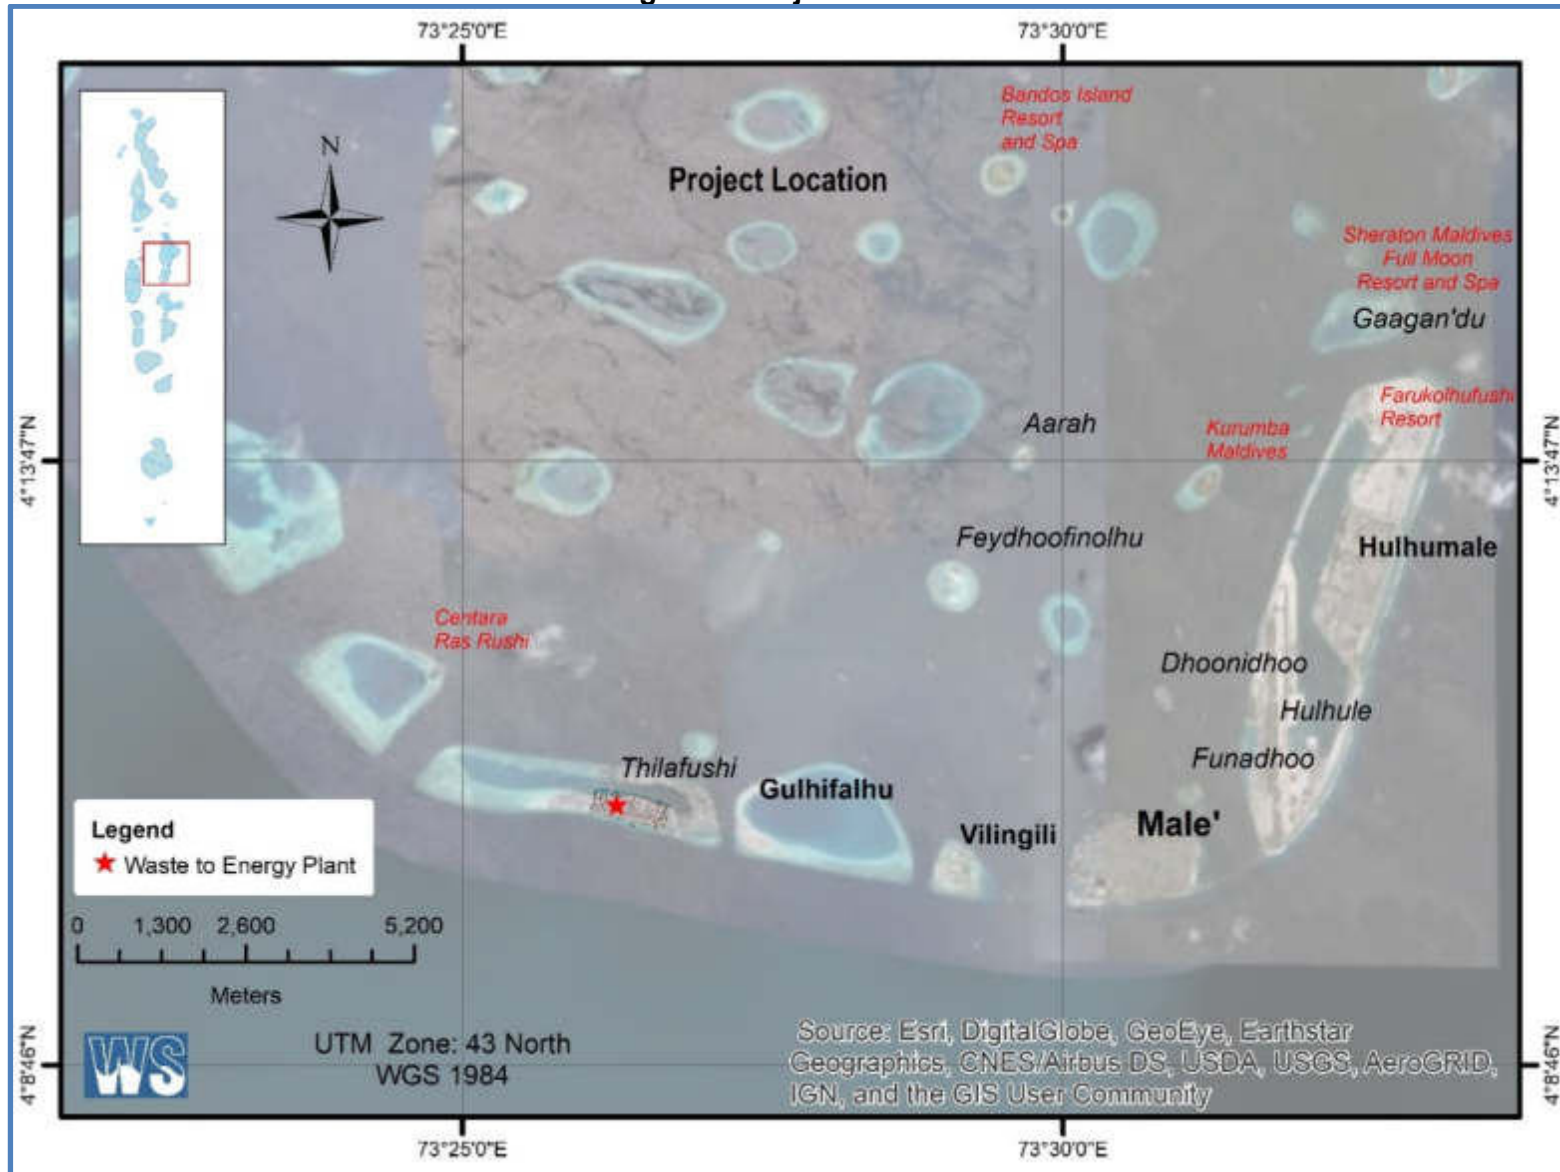 73°25'0"E
73°30'0"E
Bandos Island
Resort
and Spa
N
Project Location
Sheraton Maldives
Full Moon
Resort and Spa
Gaagan'du
Farukolhufushi
Resort
Aarah
Kurumba
Maldives
4°13'47"N
4°13'47"N
Feydhoofinolhu
Hulhumale
Centara
Ras Rushi
Dhoonidhoo
Hulhule
Funadhoo
Thilafushi
Gulhifalhu
Male'
Vilingili
Legend
Waste to Energy Plant
0 1,300 2,600 5,200
Meters
WS
UTM Zone: 43 North
WGS 1984
Source: Esri, DigitalGlobe, GeoEye, Earthstar
Geographics, CNES/Airbus DS, USDA, USGS, AeroGRID,
IGN, and the GIS User Community
4°8'46"N
4°8'46"N
73°25'0"E
73°30'0"E